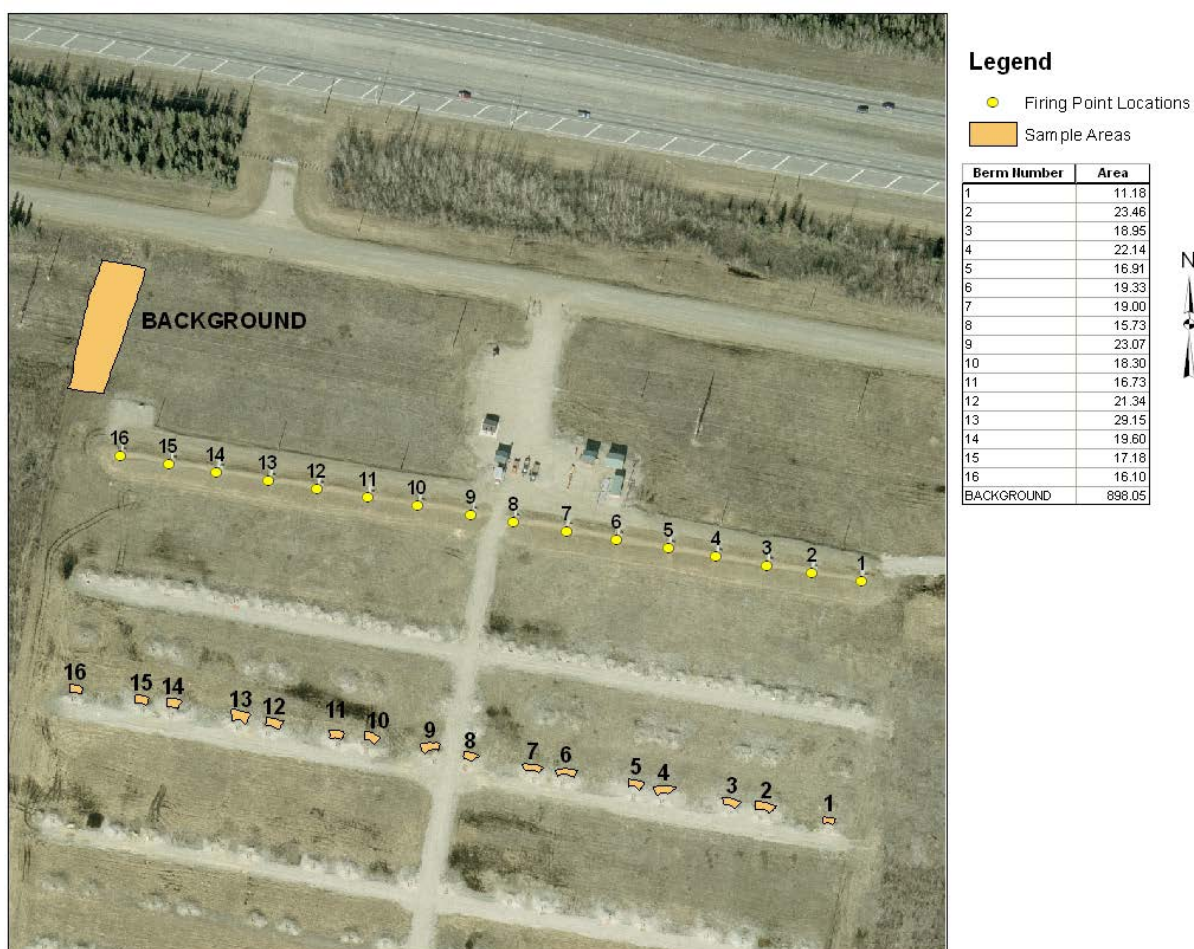 Legend
Firing Point Locations
Sample Areas
Berm Number Area
1 11.18
2 23.46
3 18.95
4 22.14
5 16.91
6 19.33
7 19.00
8 15.73
9 23.07
10 18.30
11 16.73
12 21.34
13 29.15
14 19.60
15 17.18
16 16.10
BACKGROUND 898.05
N
BACKGROUND
16 15 14 13 12 11 10 9 8 7 6 5 4 3 2 1
16 15 14 13 12 11 10 9 8 7 6 5 4 3 2 1